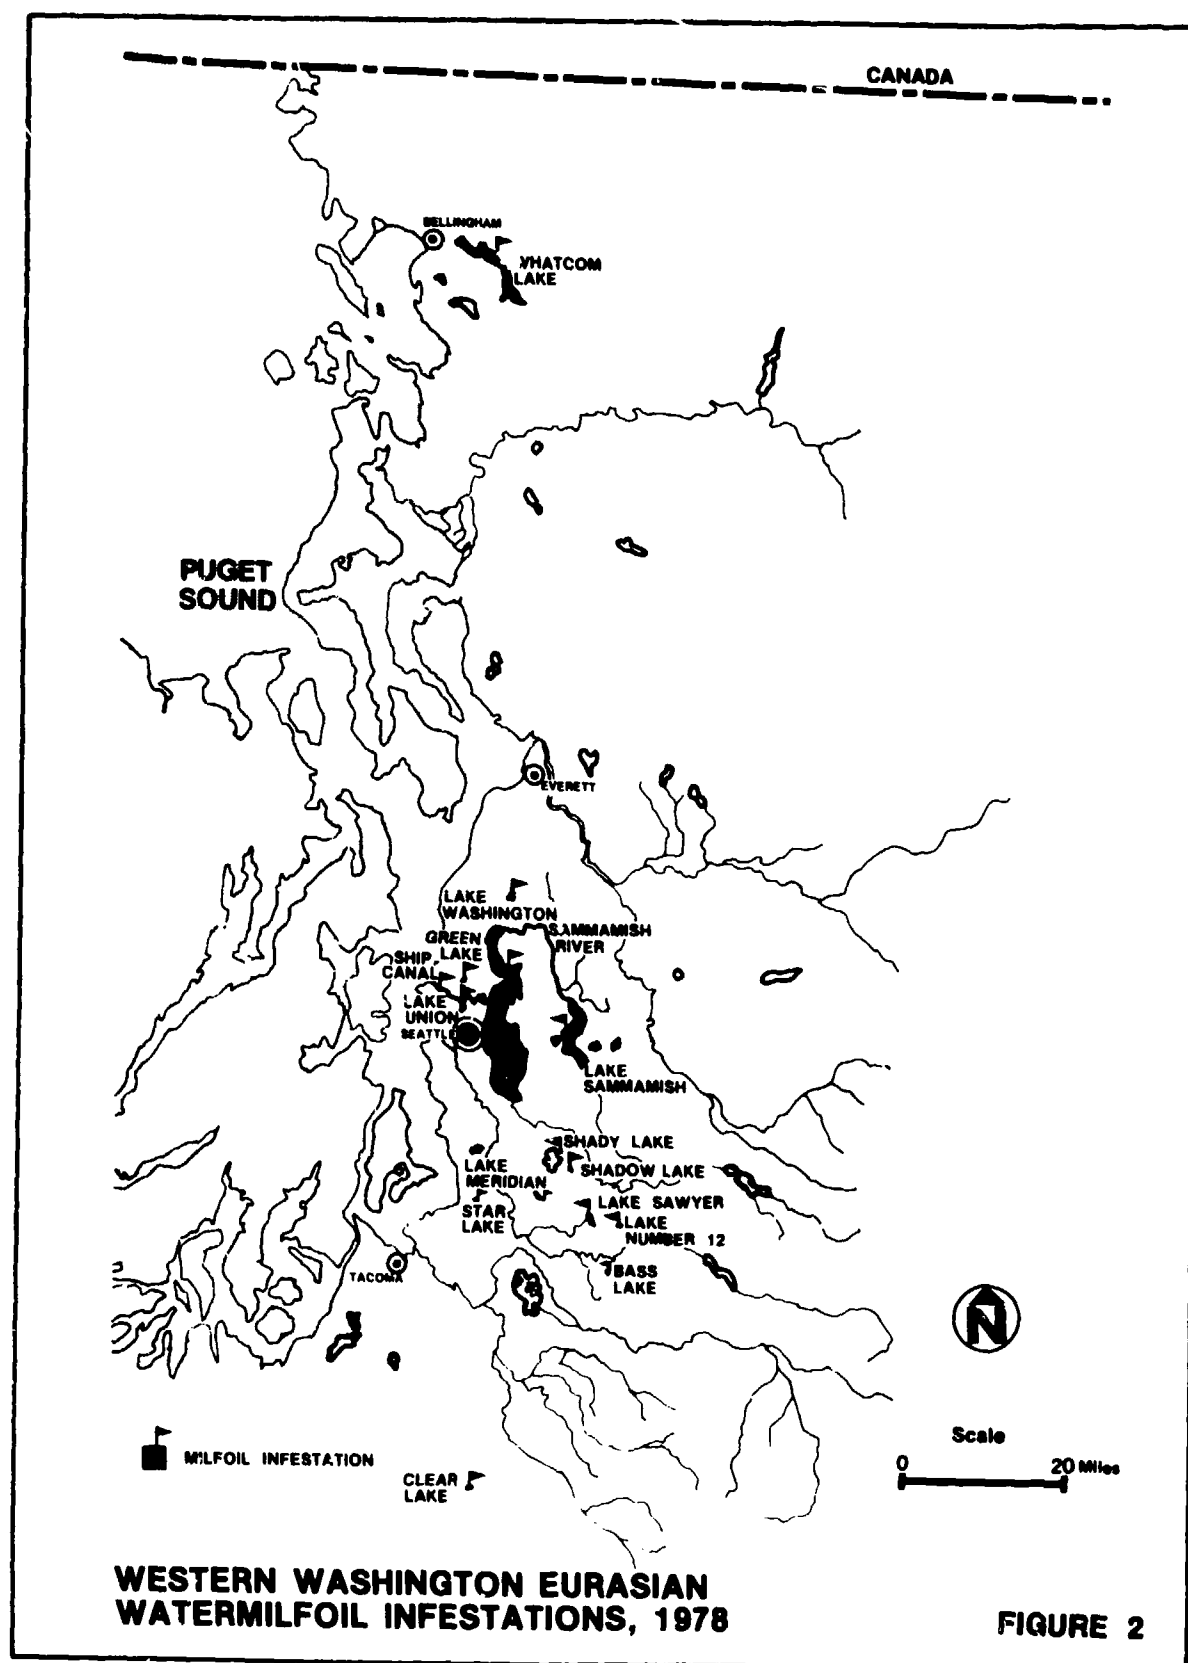 CANADA
BELLINGHAM
WHATCOM
LAKE
PUGET
SOUND
EVERETT
LAKE
WASHINGTON
SAMMAMISH
RIVER
GREEN
LAKE
SHIP
CANAL
LAKE
UNION
SEATTLE
LAKE
SAMMAMISH
SHADY LAKE
SHADOW LAKE
LAKE
MERIDIAN
STAR
LAKE
LAKE SAWYER
LAKE
NUMBER 12
BASS
LAKE
TACOMA
N
MILFOIL INFESTATION
CLEAR
LAKE
Scale
0 20 Miles
WESTERN WASHINGTON EURASIAN
WATERMILFOIL INFESTATIONS, 1978
FIGURE 2